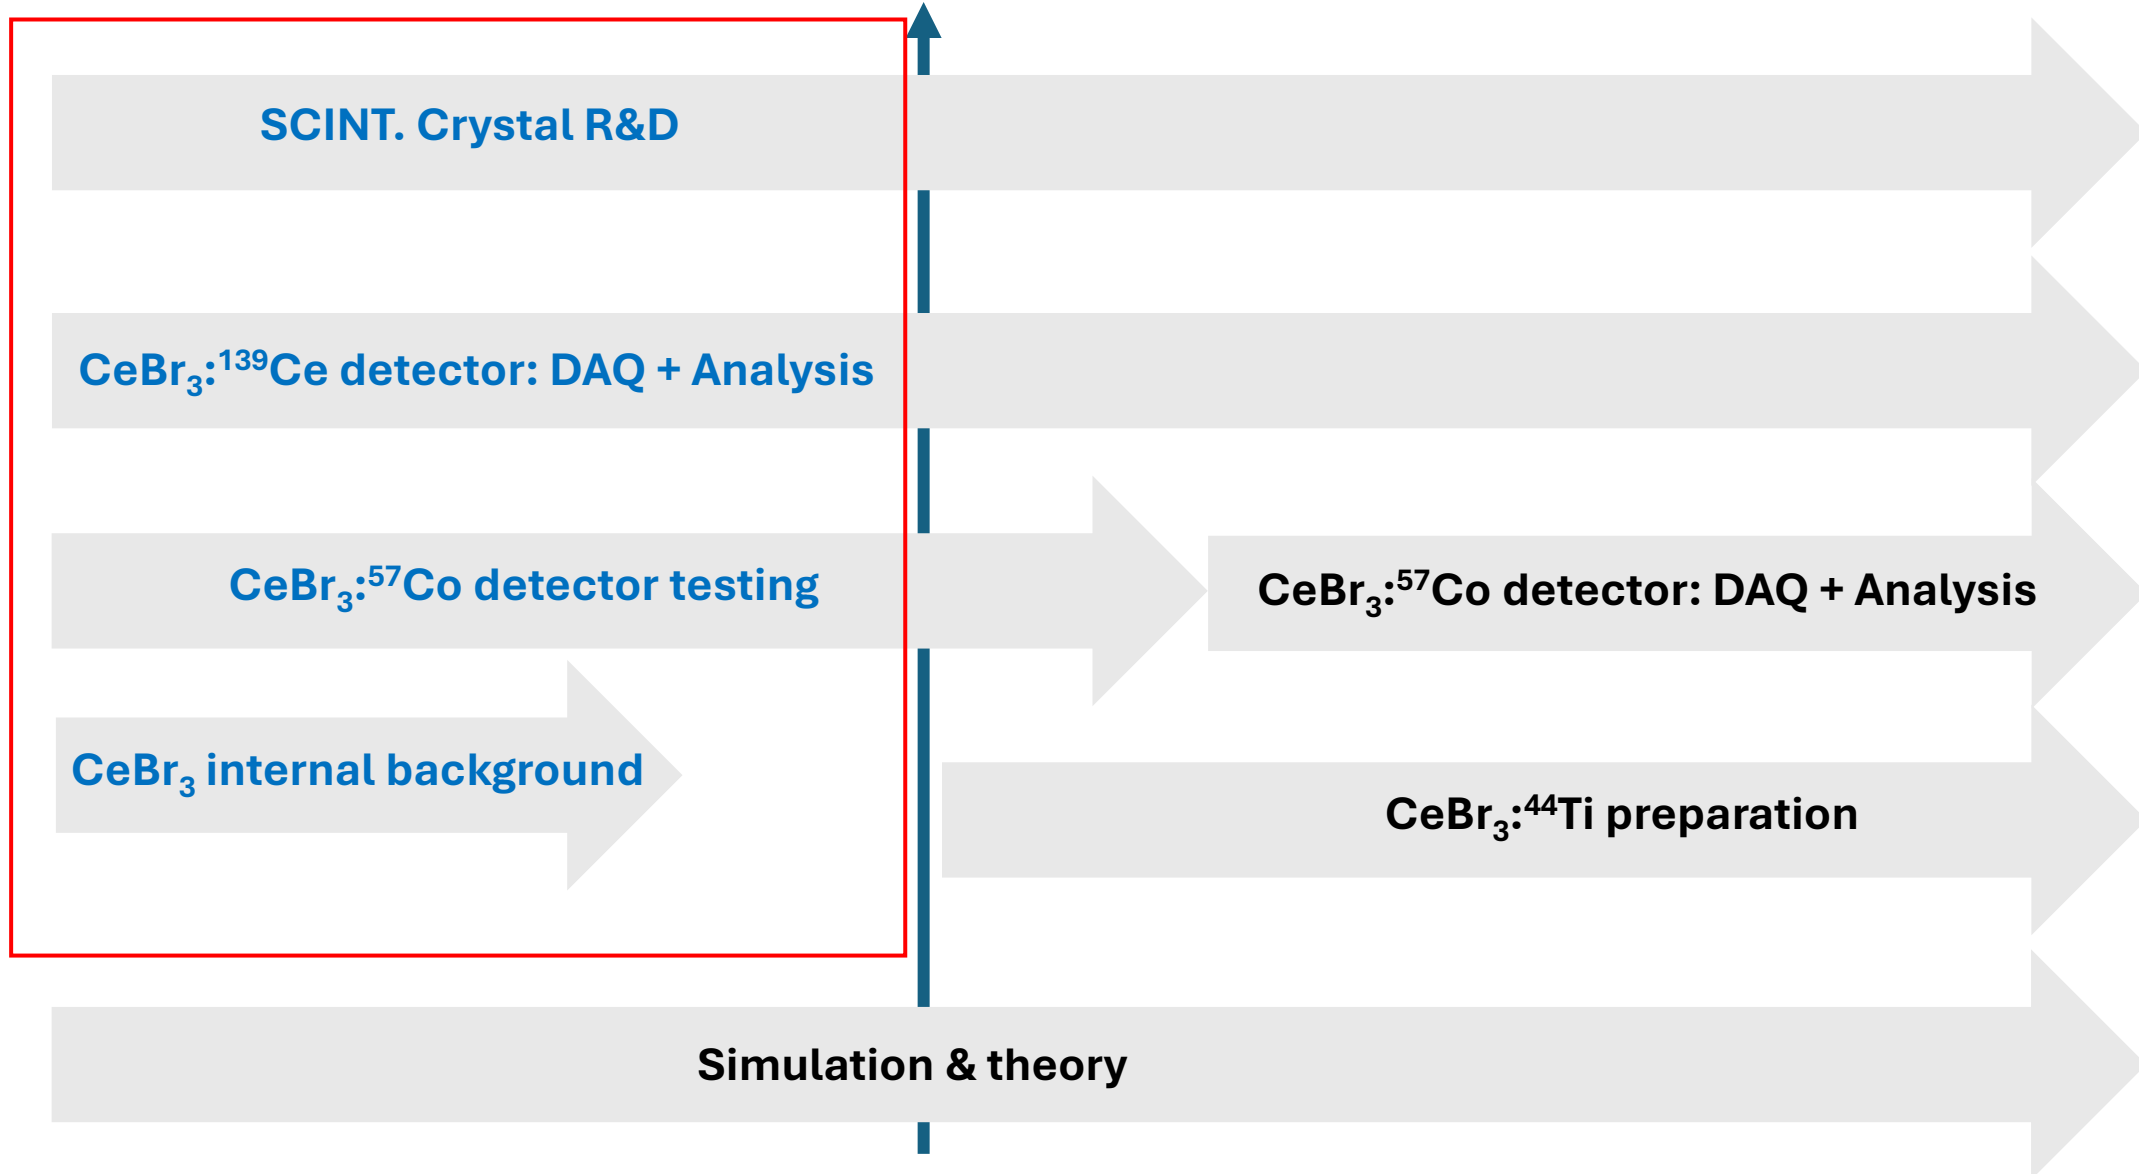 SCINT. Crystal R&D
CeBr₃:¹³⁹Ce detector: DAQ + Analysis
CeBr₃:⁵⁷Co detector testing
CeBr₃:⁵⁷Co detector: DAQ + Analysis
CeBr₃ internal background
CeBr₃:⁴⁴Ti preparation
Simulation & theory